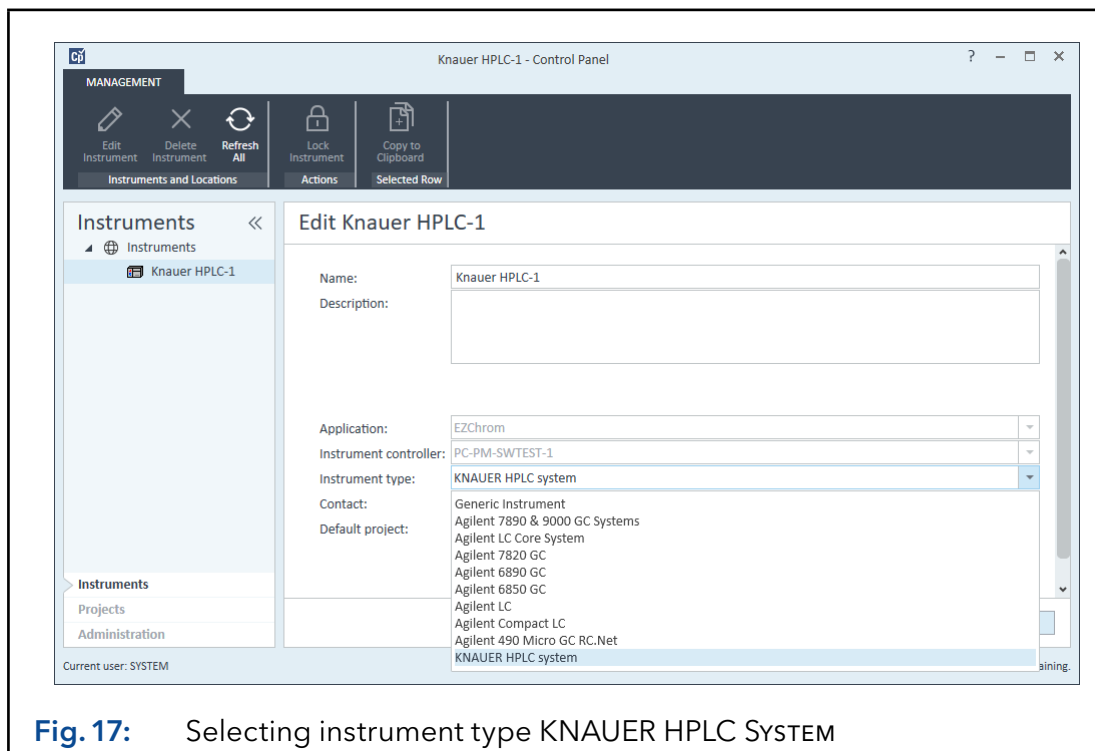 Cp
Knauer HPLC-1 - Control Panel
?
MANAGEMENT
Edit Instrument
Delete Instrument
Refresh All
Lock Instrument
Copy to Clipboard
Instruments and Locations
Actions
Selected Row
Instruments
Instruments
Knauer HPLC-1
Instruments
Projects
Administration
Edit Knauer HPLC-1
Name: Knauer HPLC-1
Description:
Application: EZChrom
Instrument controller: PC-PM-SWTEST-1
Instrument type: KNAUER HPLC system
Contact:
Default project:
Generic Instrument
Agilent 7890 & 9000 GC Systems
Agilent LC Core System
Agilent 7820 GC
Agilent 6890 GC
Agilent 6850 GC
Agilent LC
Agilent Compact LC
Agilent 490 Micro GC RC.Net
KNAUER HPLC system
Current user: SYSTEM
aining.
Fig. 17: Selecting instrument type KNAUER HPLC SYSTEM